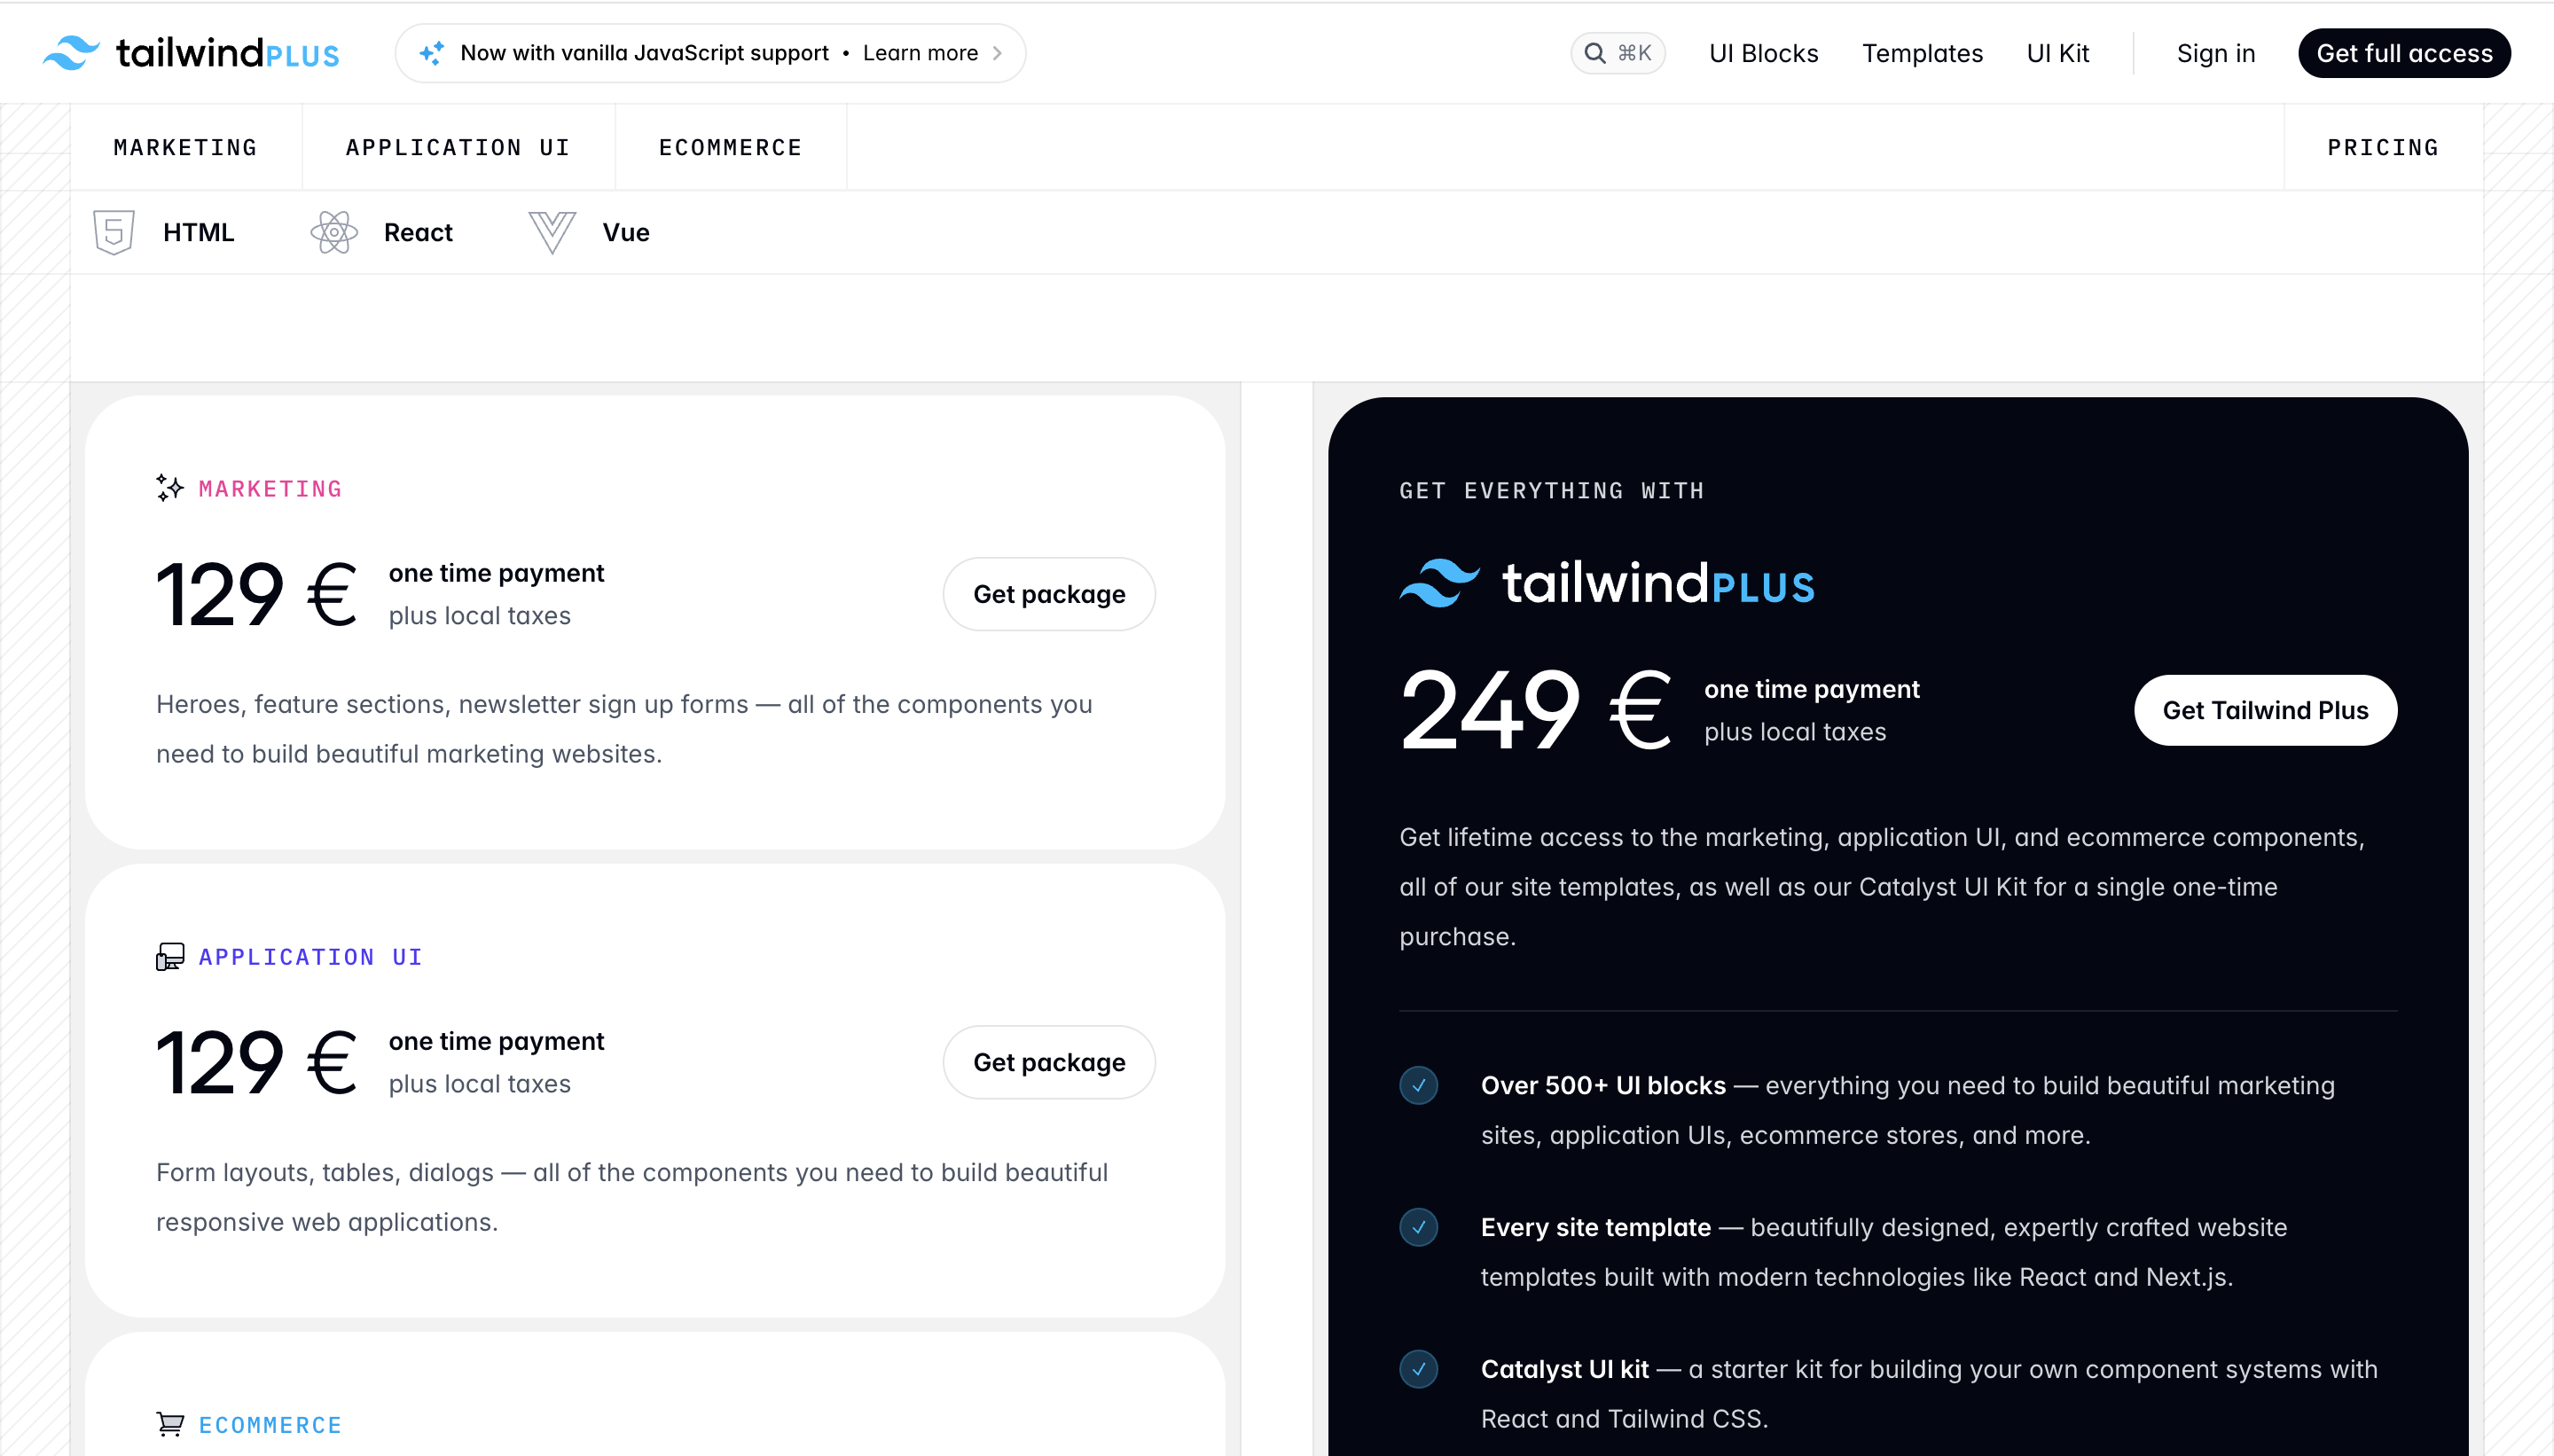 tailwindPLUS
Now with vanilla JavaScript support • Learn more
⌘K
UI Blocks
Templates
UI Kit
Sign in
Get full access
MARKETING
APPLICATION UI
ECOMMERCE
PRICING
HTML
React
Vue
MARKETING
129 €
one time payment
plus local taxes
Get package
Heroes, feature sections, newsletter sign up forms — all of the components you
need to build beautiful marketing websites.
APPLICATION UI
129 €
one time payment
plus local taxes
Get package
Form layouts, tables, dialogs — all of the components you need to build beautiful
responsive web applications.
ECOMMERCE
GET EVERYTHING WITH
tailwindPLUS
249 €
one time payment
plus local taxes
Get Tailwind Plus
Get lifetime access to the marketing, application UI, and ecommerce components,
all of our site templates, as well as our Catalyst UI Kit for a single one-time
purchase.
Over 500+ UI blocks — everything you need to build beautiful marketing
sites, application UIs, ecommerce stores, and more.
Every site template — beautifully designed, expertly crafted website
templates built with modern technologies like React and Next.js.
Catalyst UI kit — a starter kit for building your own component systems with
React and Tailwind CSS.